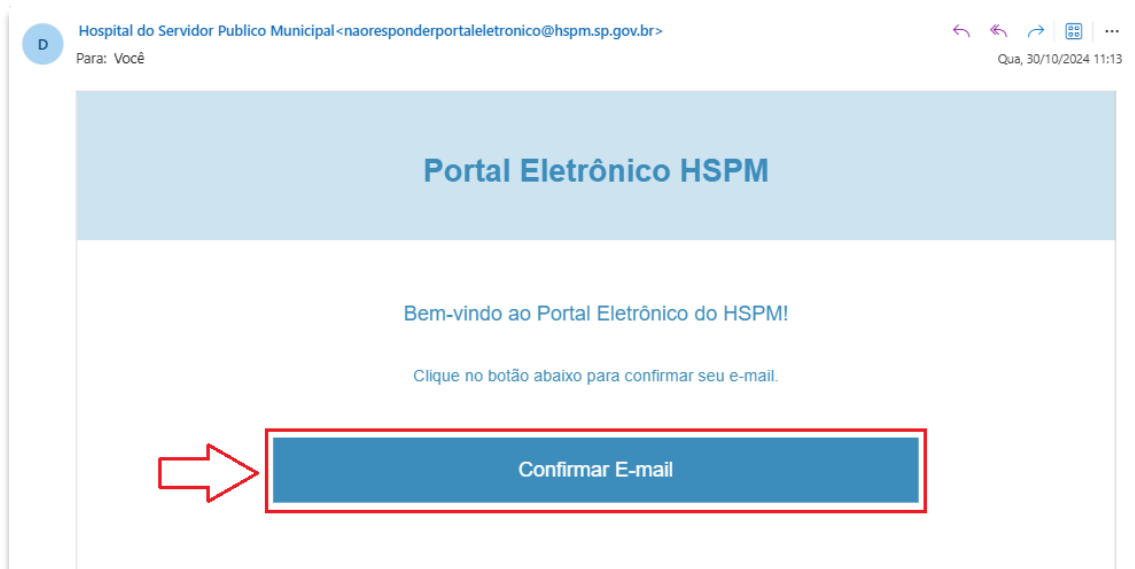 Hospital do Servidor Publico Municipal<naoresponderportaleletronico@hspm.sp.gov.br>
D
Para: Você
Qua, 30/10/2024 11:13
Portal Eletrônico HSPM
Bem-vindo ao Portal Eletrônico do HSPM!
Clique no botão abaixo para confirmar seu e-mail.
Confirmar E-mail